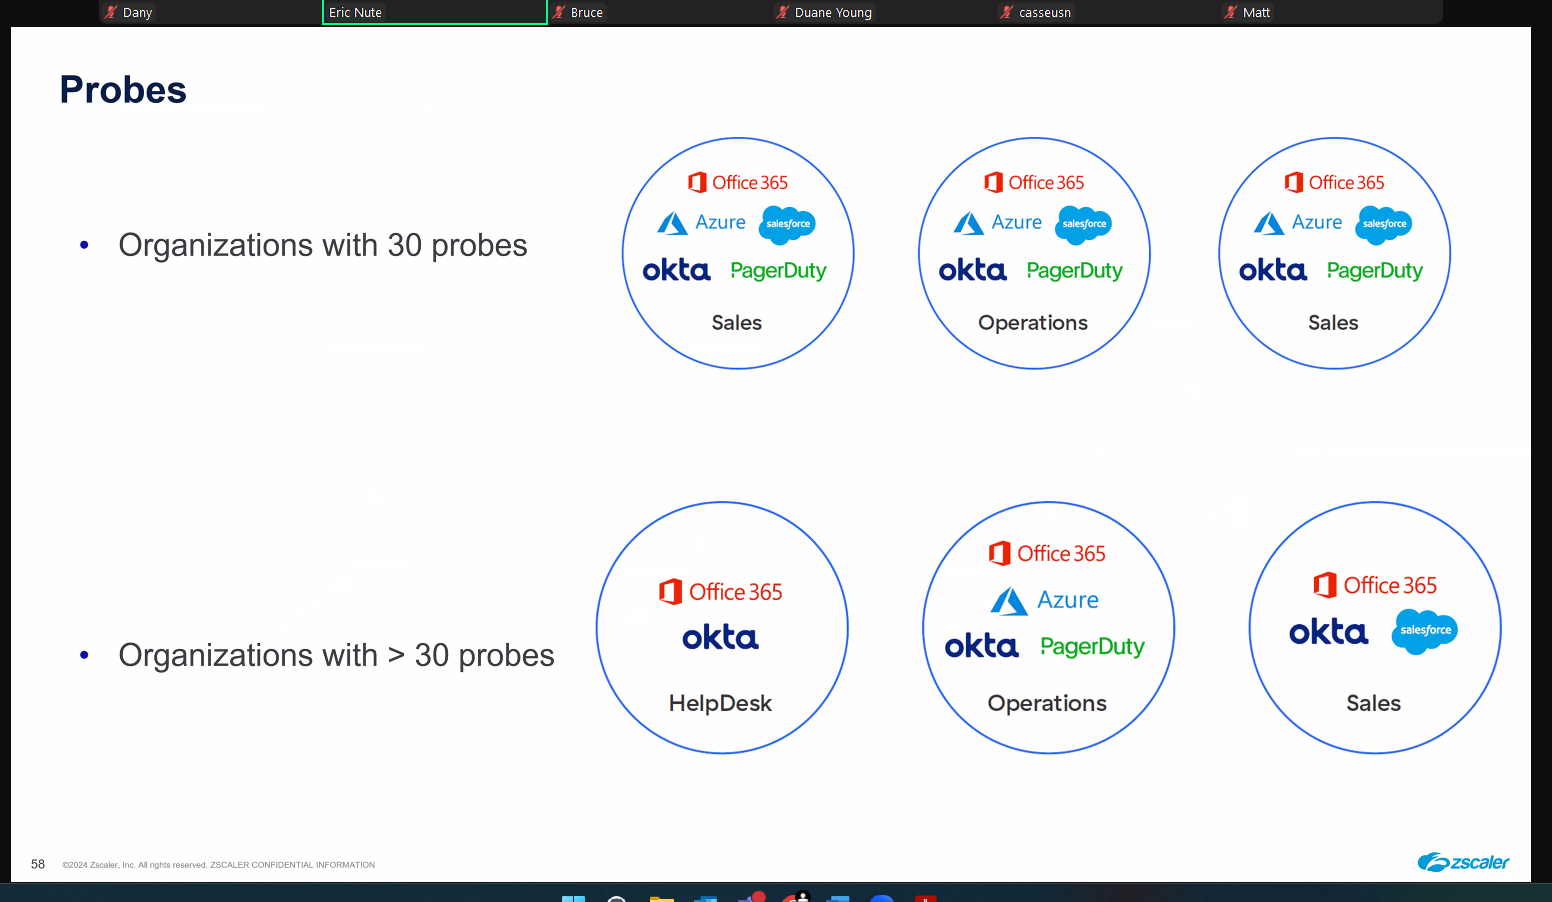 Dany
Eric Nute
Bruce
Duane Young
casseusn
Matt
Probes
• Organizations with 30 probes
Office 365
Azure salesforce
okta PagerDuty
Sales
Office 365
Azure salesforce
okta PagerDuty
Operations
Office 365
Azure salesforce
okta PagerDuty
Sales
• Organizations with > 30 probes
Office 365
okta
HelpDesk
Office 365
Azure
okta PagerDuty
Operations
Office 365
okta salesforce
Sales
58 ©2024 Zscaler, Inc. All rights reserved. ZSCALER CONFIDENTIAL INFORMATION
zscaler